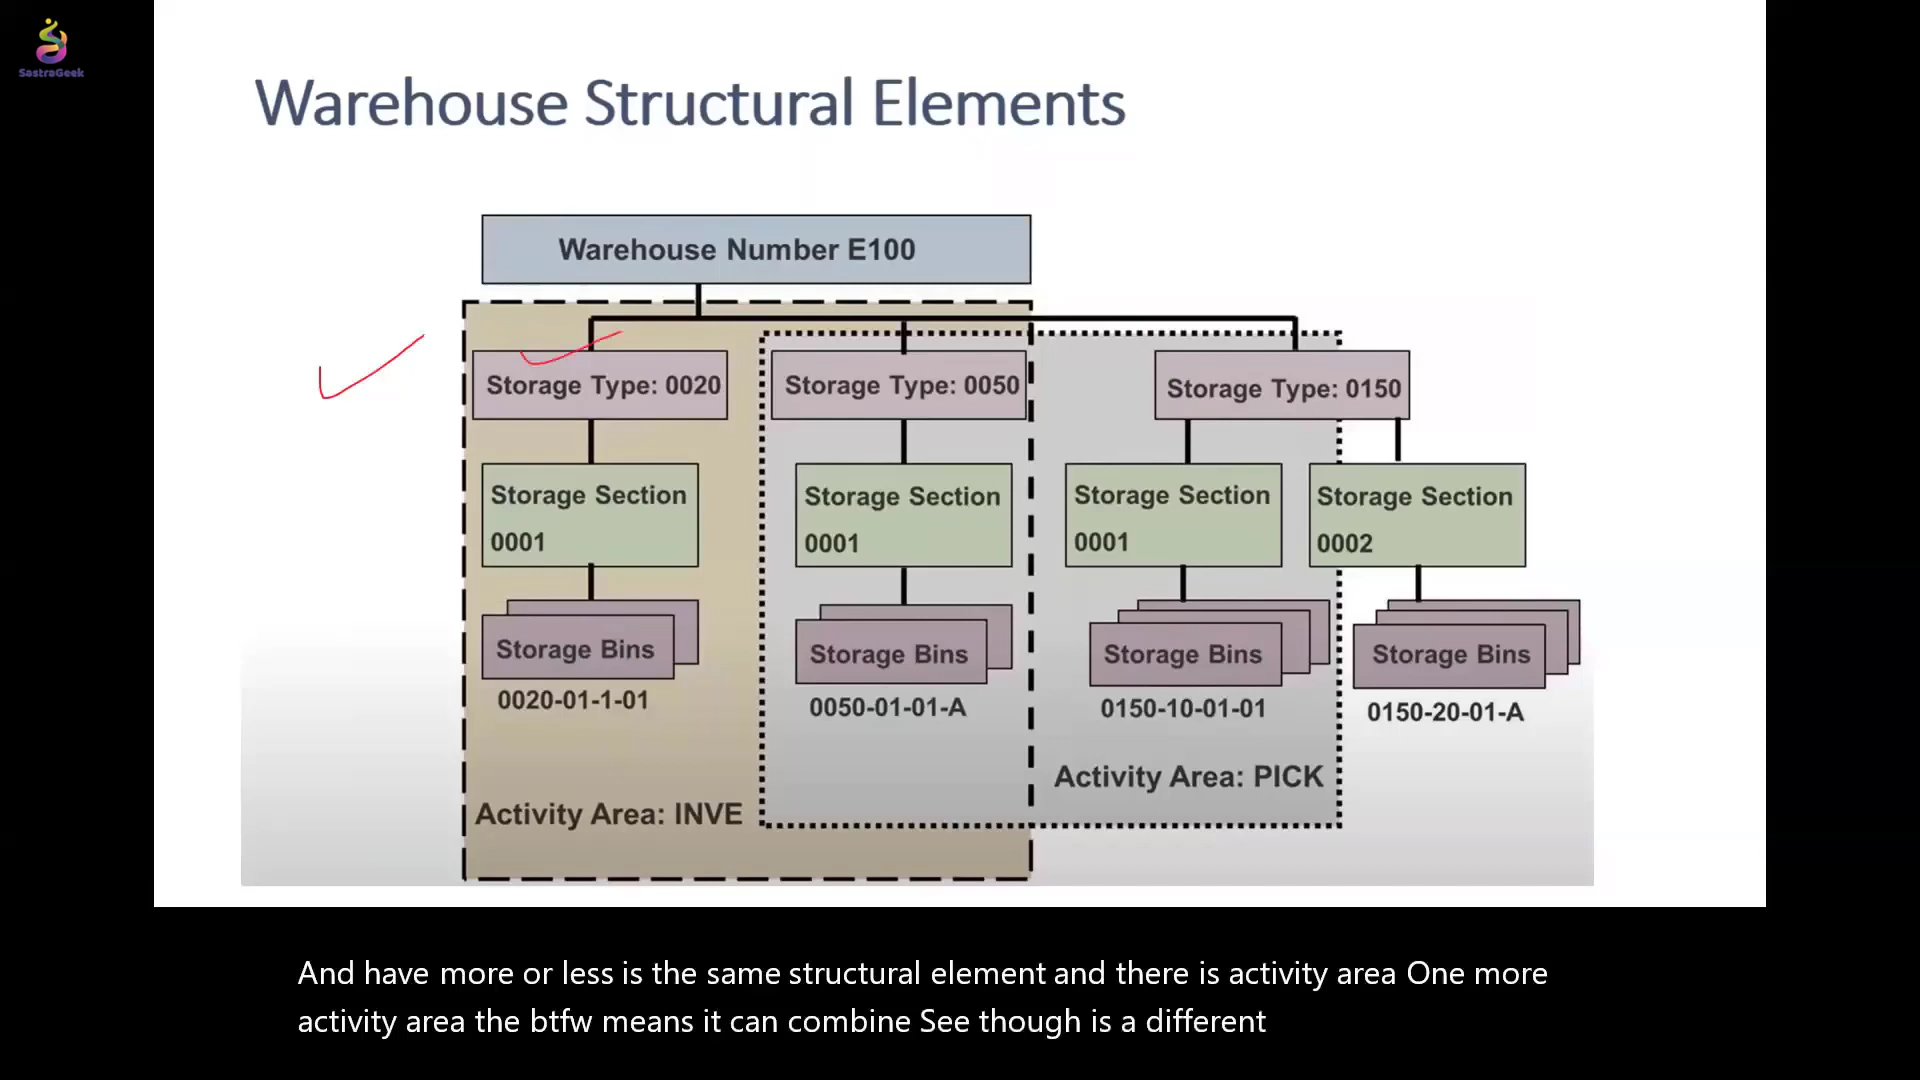 SastraGeek
Warehouse Structural Elements
Warehouse Number E100
Storage Type: 0020
Storage Type: 0050
Storage Type: 0150
Storage Section
0001
Storage Section
0001
Storage Section
0001
Storage Section
0002
Storage Bins
0020-01-1-01
Storage Bins
0050-01-01-A
Storage Bins
0150-10-01-01
Storage Bins
0150-20-01-A
Activity Area: PICK
Activity Area: INVE
And have more or less is the same structural element and there is activity area One more
activity area the btfw means it can combine See though is a different